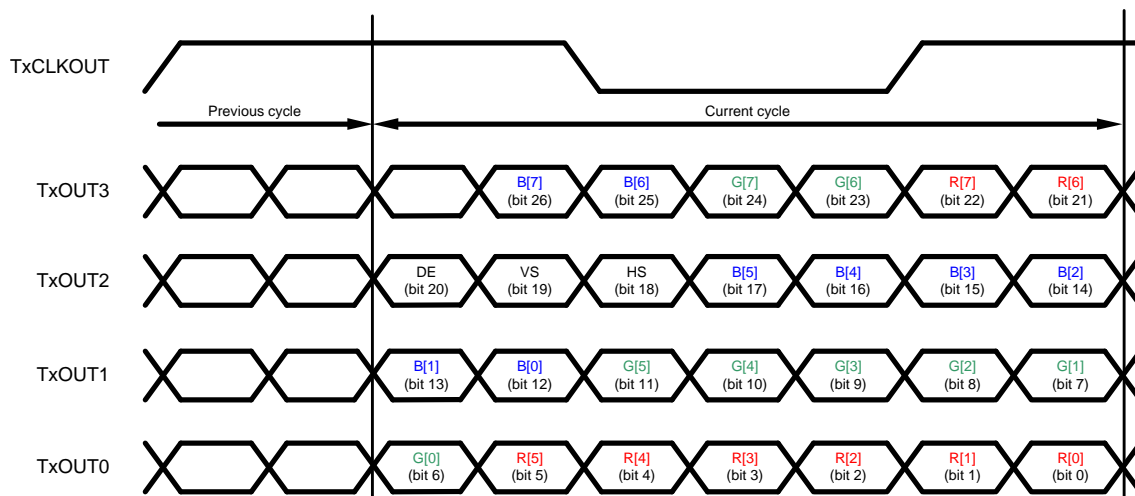 TxCLKOUT
Previous cycle
Current cycle
TxOUT3
B[7] B[6] G[7] G[6] R[7] R[6]
(bit 26) (bit 25) (bit 24) (bit 23) (bit 22) (bit 21)
TxOUT2
DE VS HS B[5] B[4] B[3] B[2]
(bit 20) (bit 19) (bit 18) (bit 17) (bit 16) (bit 15) (bit 14)
TxOUT1
B[1] B[0] G[5] G[4] G[3] G[2] G[1]
(bit 13) (bit 12) (bit 11) (bit 10) (bit 9) (bit 8) (bit 7)
TxOUT0
G[0] R[5] R[4] R[3] R[2] R[1] R[0]
(bit 6) (bit 5) (bit 4) (bit 3) (bit 2) (bit 1) (bit 0)